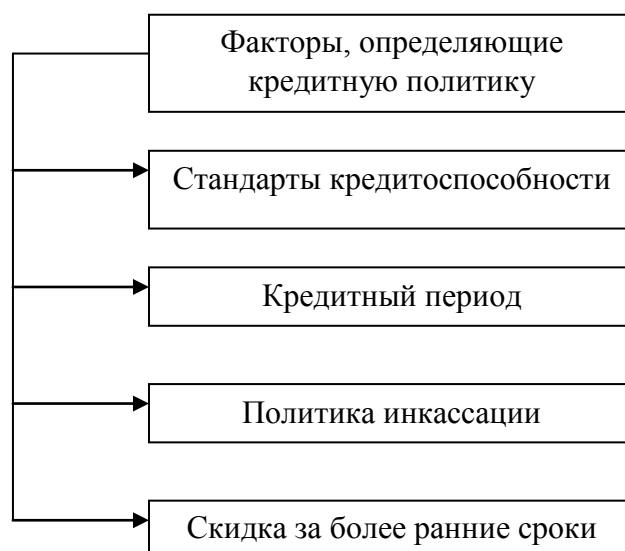 Факторы, определяющие
кредитную политику
Стандарты кредитоспособности
Кредитный период
Политика инкассации
Скидка за более ранние сроки